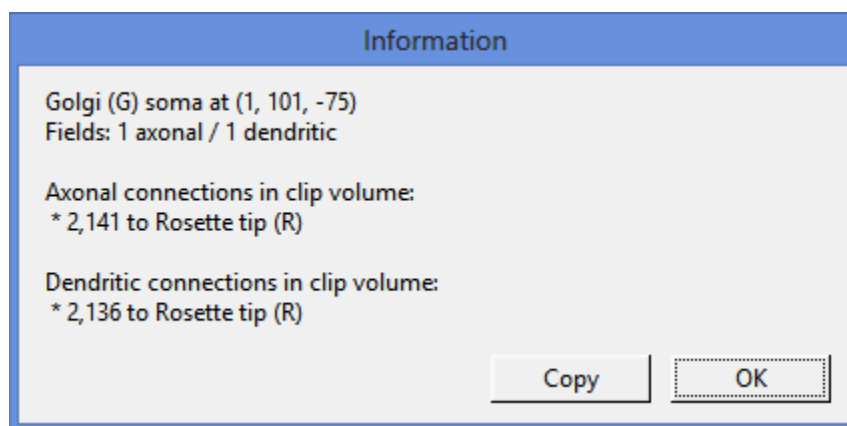 Information
Golgi (G) soma at (1, 101, -75)
Fields: 1 axonal / 1 dendritic
Axonal connections in clip volume:
* 2,141 to Rosette tip (R)
Dendritic connections in clip volume:
* 2,136 to Rosette tip (R)
Copy
OK